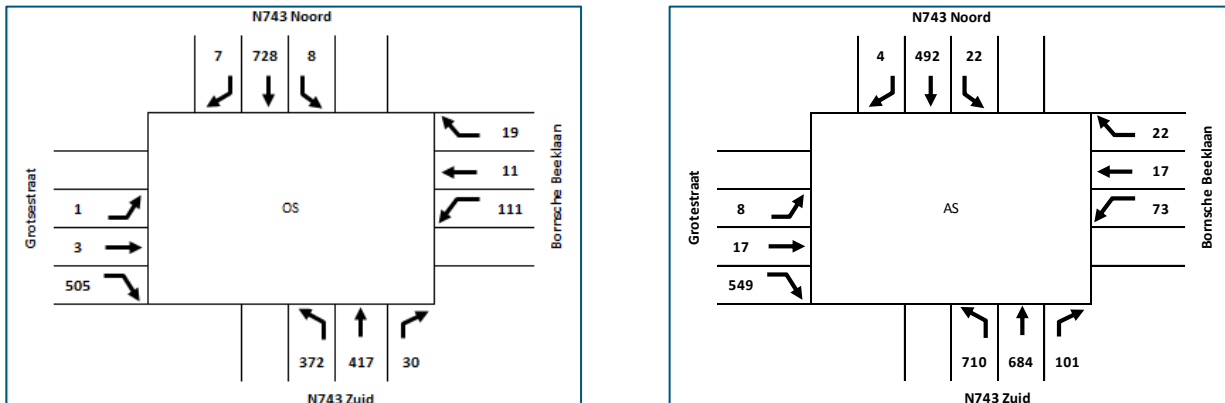 N743 Noord
7 728 8
19
11
111
Bornsche Beeklaan
Grotsestraat
1
3
505
OS
372 417 30
N743 Zuid
N743 Noord
4 492 22
22
17
73
Bornsche Beeklaan
Grotestraat
8
17
549
AS
710 684 101
N743 Zuid